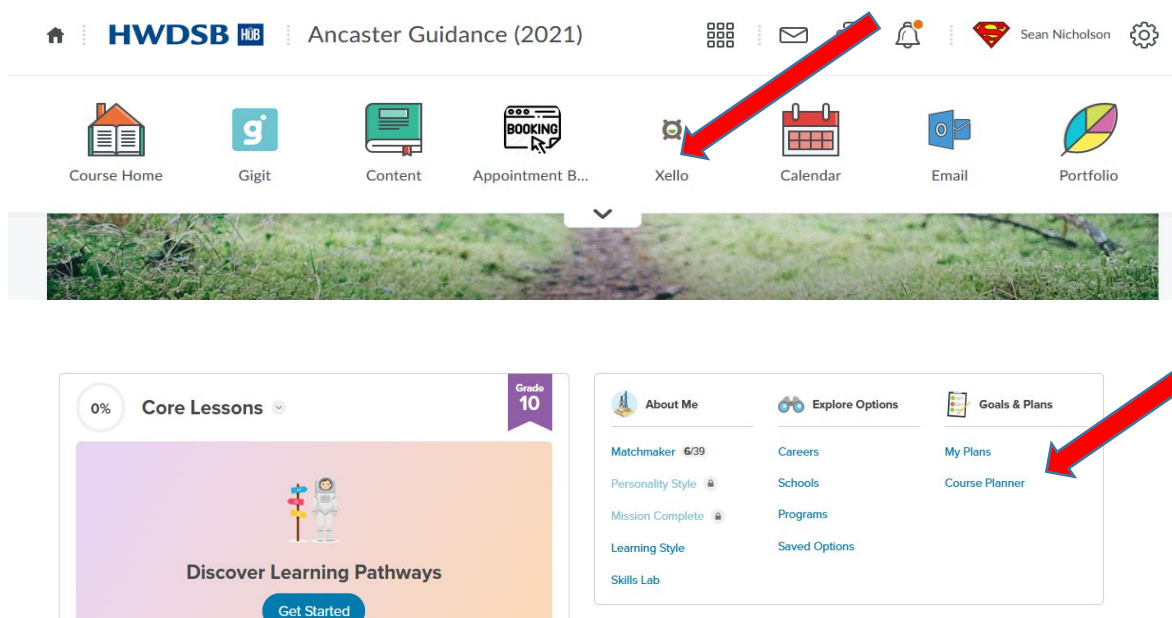 HWDSB HUB Ancaster Guidance (2021) Sean Nicholson
g BOOKING O
Course Home Gigit Content Appointment B... Xello Calendar Email Portfolio
0% Core Lessons
Grade
10
Discover Learning Pathways
Get Started
About Me
Matchmaker 6/39
Personality Style
Mission Complete
Learning Style
Skills Lab
Explore Options
Careers
Schools
Programs
Saved Options
Goals & Plans
My Plans
Course Planner